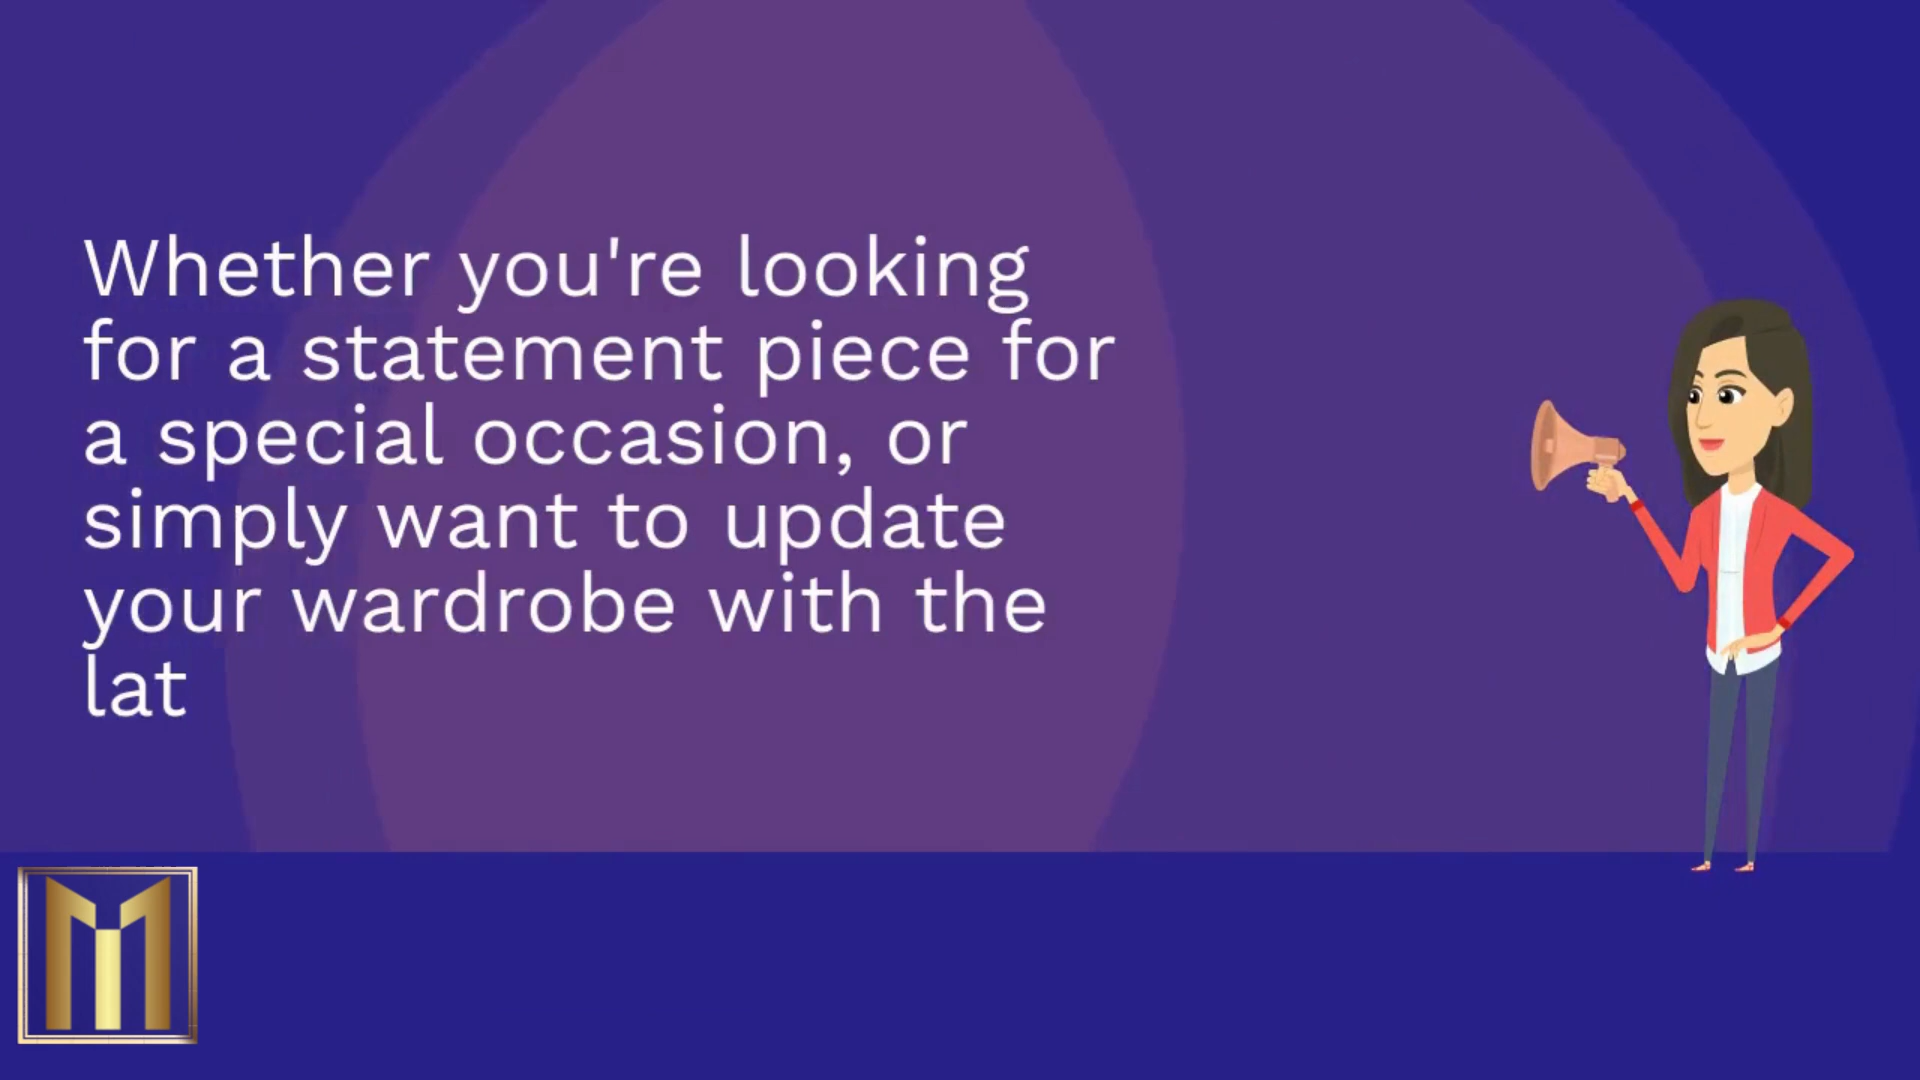 Whether you're looking
for a statement piece for
a special occasion, or
simply want to update
your wardrobe with the
lat